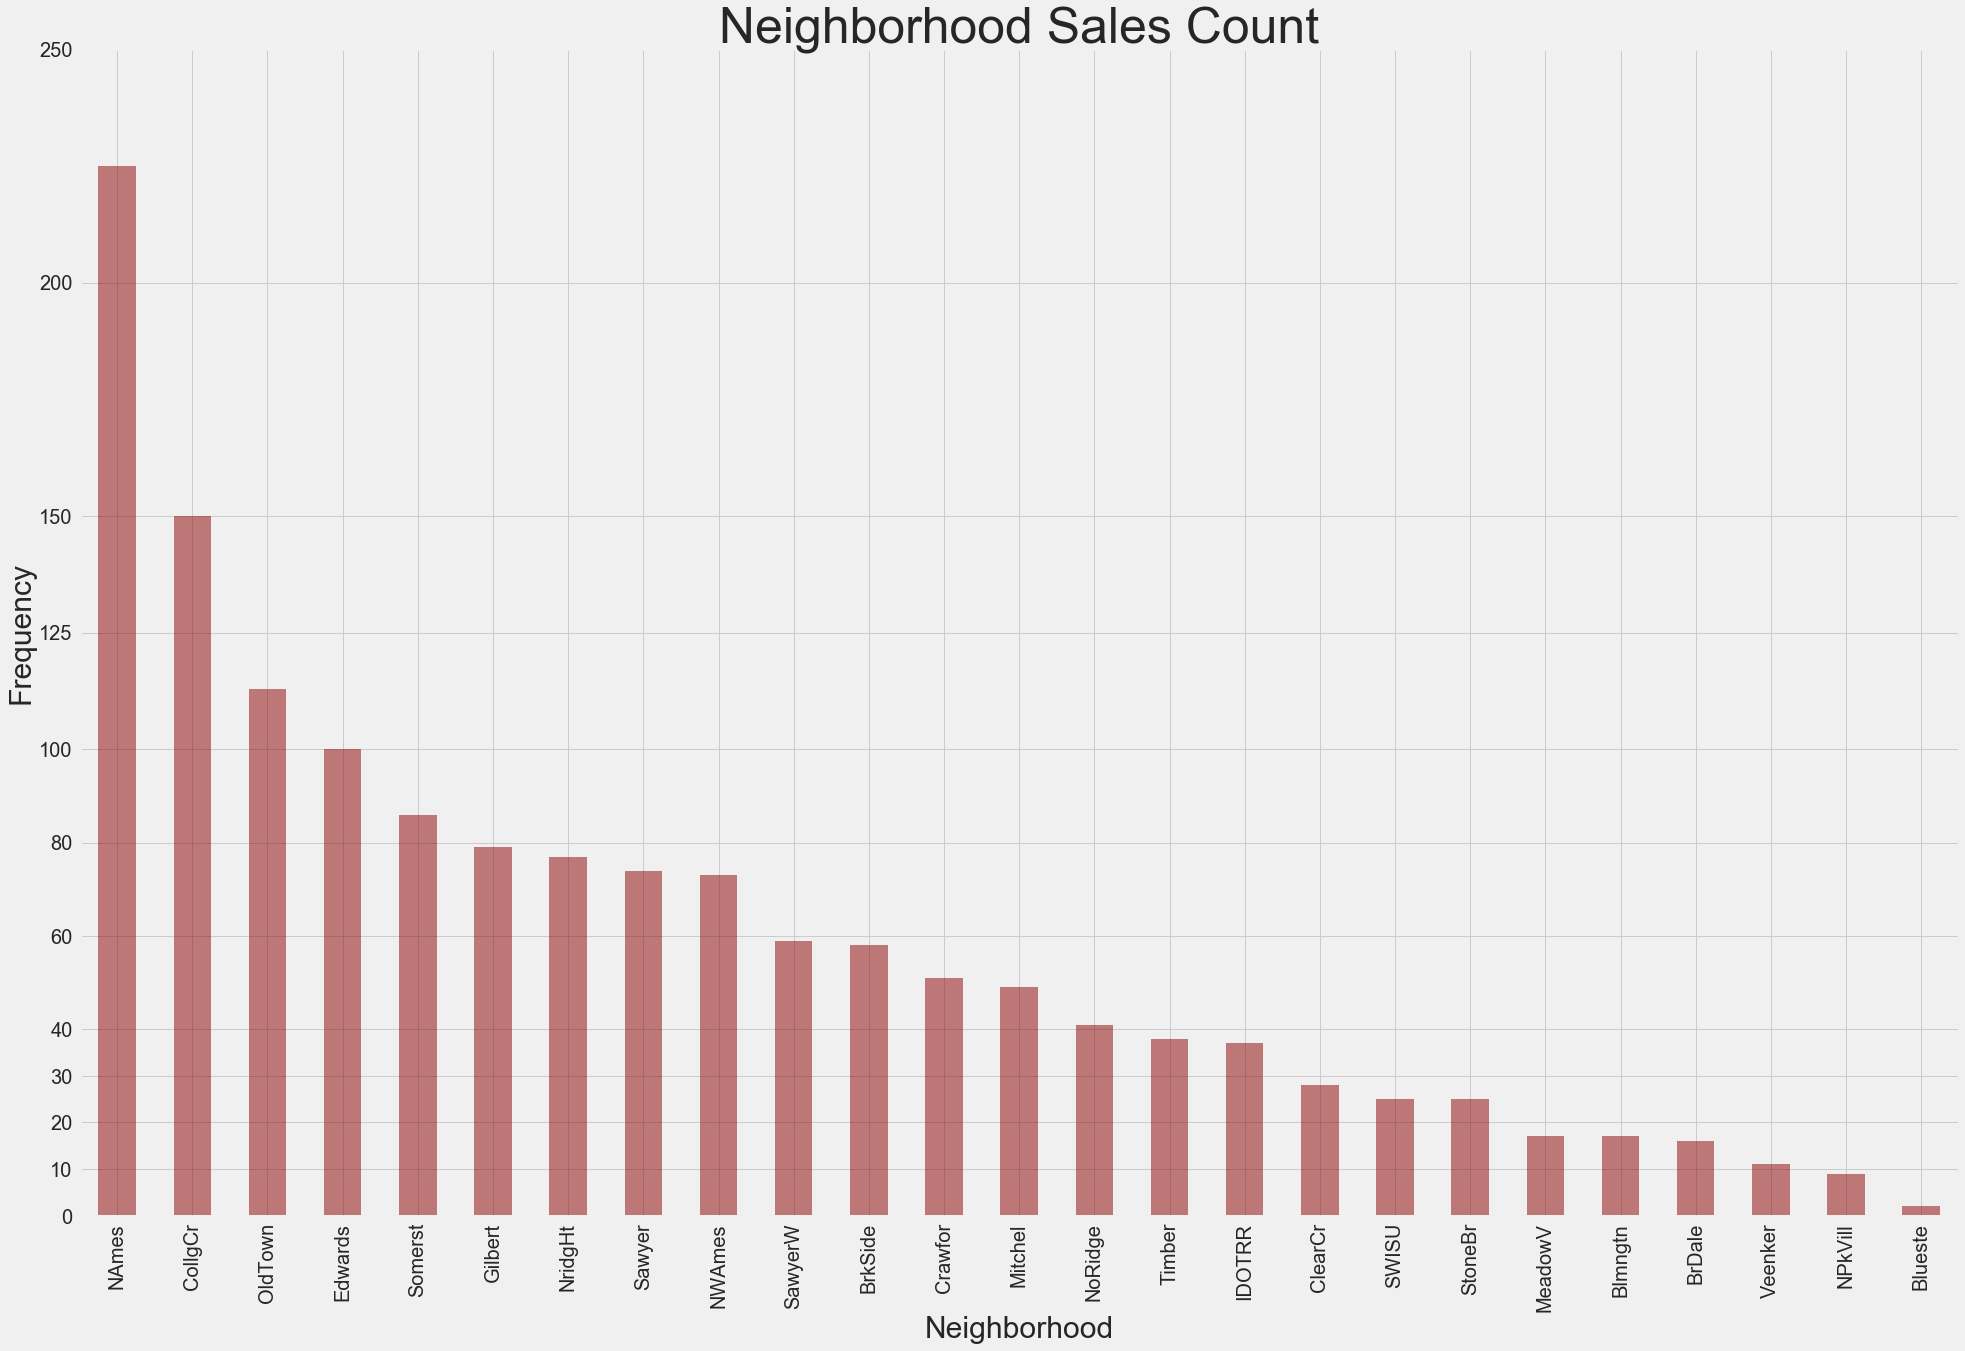 Neighborhood Sales Count
250
200
150
125
100
80
60
40
30
20
10
0
Frequency
NAmes
CollgCr
OldTown
Edwards
Somerst
Gilbert
NridgHt
Sawyer
NWAmes
SawyerW
BrkSide
Crawfor
Mitchel
NoRidge
Timber
IDOTRR
ClearCr
SWISU
StoneBr
MeadowV
Blmngtn
BrDale
Veenker
NPkVill
Blueste
Neighborhood